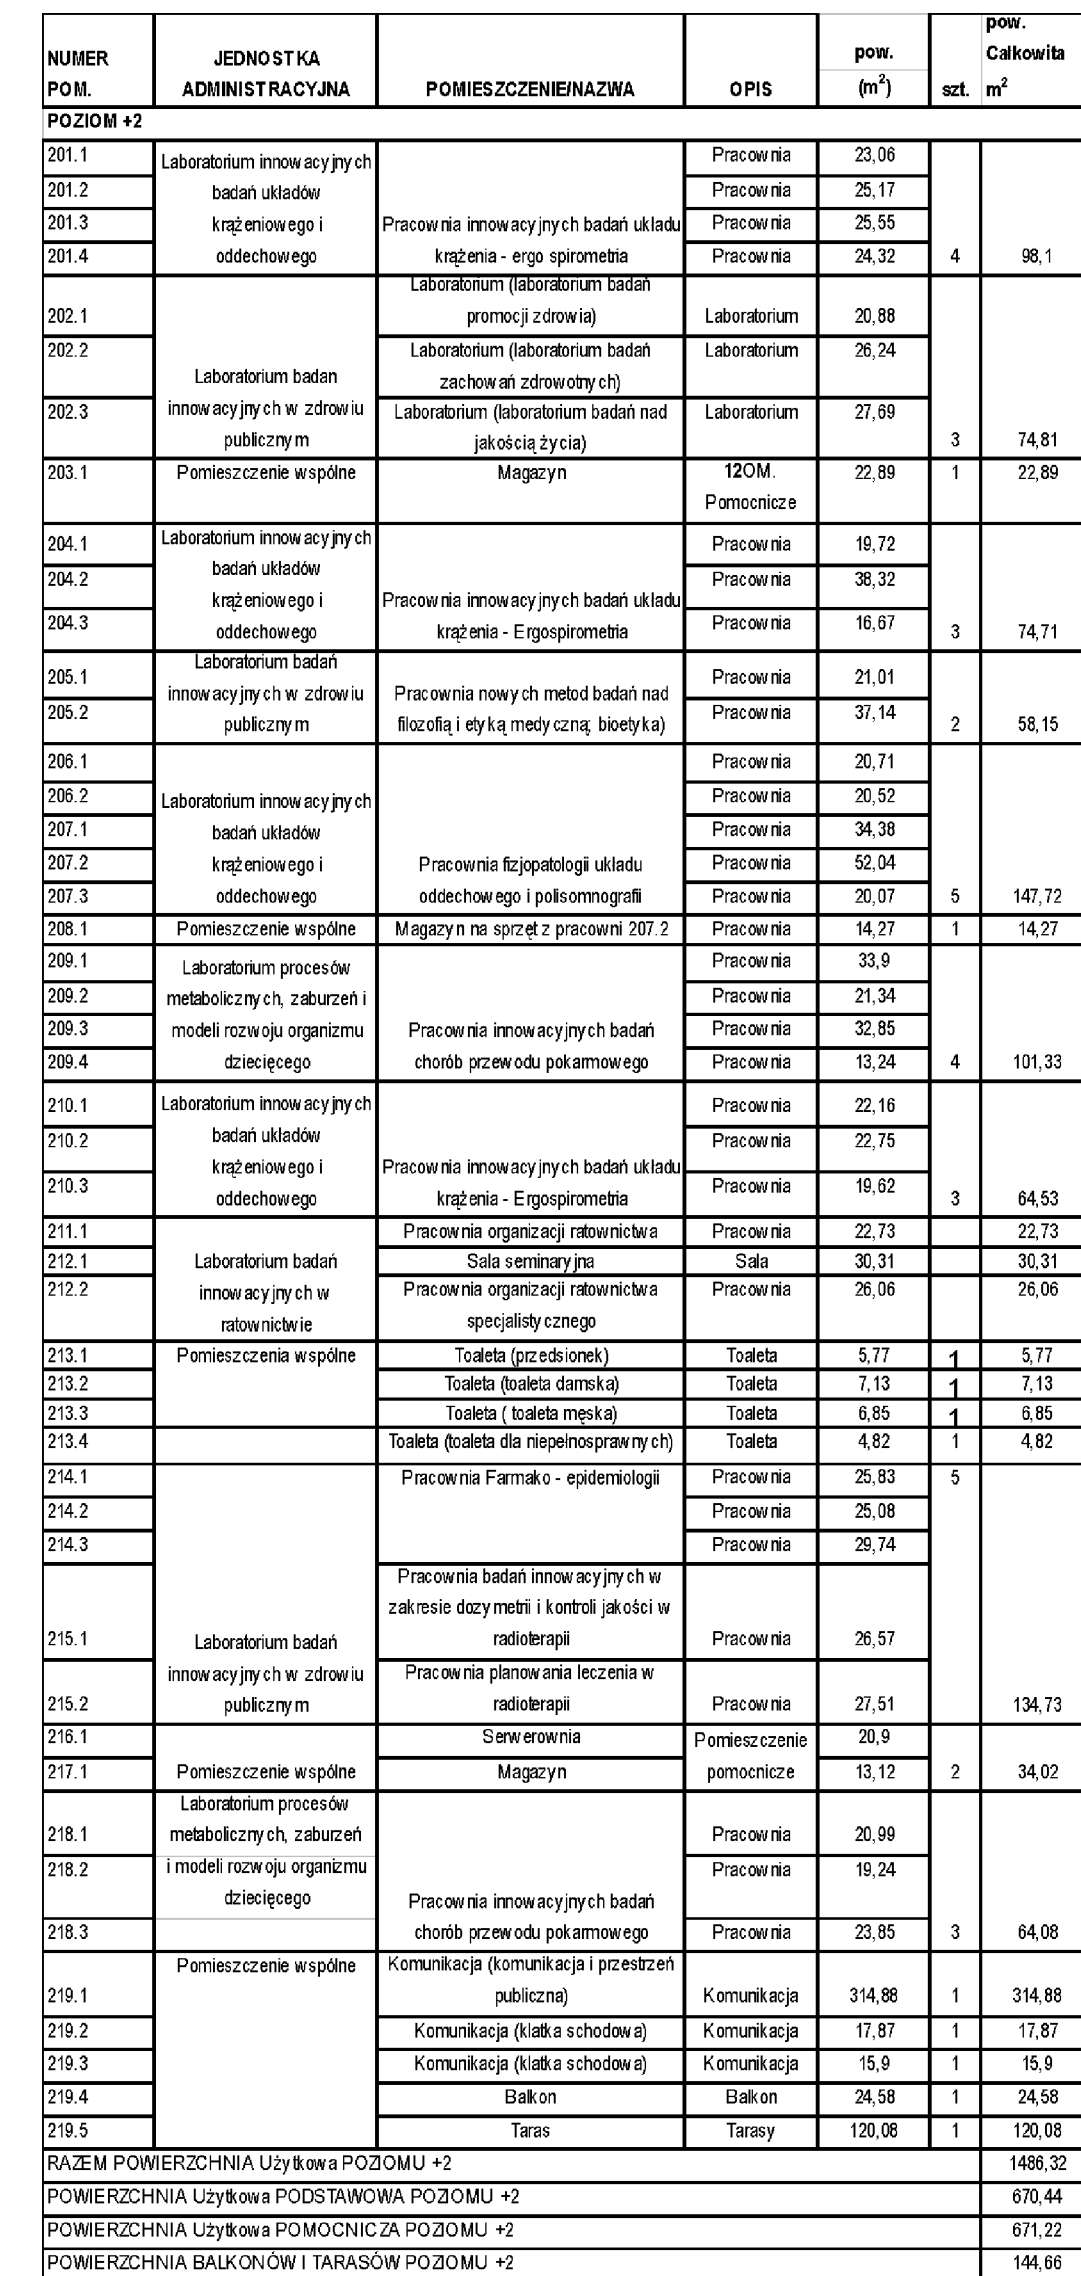 NUMER POM. JEDNOSTKA ADMINISTRACYJNA POMIESZCZENIE/NAZWA OPIS pow. (m²) szt. pow. Całkowita m²
POZIOM +2
201.1 Laboratorium innowacyjnych Pracownia 23,06
201.2 badań układów Pracownia 25,17
201.3 krążeniowego i Pracownia innowacyjnych badań układu Pracownia 25,55
201.4 oddechowego krążenia - ergo spirometria Pracownia 24,32 4 98,1
Laboratorium (laboratorium badań
202.1 promocji zdrowia) Laboratorium 20,88
202.2 Laboratorium (laboratorium badań Laboratorium 26,24
Laboratorium badan zachowań zdrowotnych)
202.3 innowacyjnych w zdrowiu Laboratorium (laboratorium badań nad Laboratorium 27,69
publicznym jakością życia) 3 74,81
203.1 Pomieszczenie wspólne Magazyn 12OM. 22,89 1 22,89
Pomocnicze
204.1 Laboratorium innowacyjnych Pracownia 19,72
204.2 badań układów Pracownia 38,32
krążeniowego i Pracownia innowacyjnych badań układu
204.3 oddechowego krążenia - Ergospirometria Pracownia 16,67 3 74,71
Laboratorium badań
205.1 innowacyjnych w zdrowiu Pracownia nowych metod badań nad Pracownia 21,01
205.2 publicznym filozofią i etyką medyczną; bioetyka) Pracownia 37,14 2 58,15
206.1 Pracownia 20,71
206.2 Laboratorium innowacyjnych Pracownia 20,52
207.1 badań układów Pracownia 34,38
207.2 krążeniowego i Pracownia fizjopatologii układu Pracownia 52,04
207.3 oddechowego oddechowego i polisomnografii Pracownia 20,07 5 147,72
208.1 Pomieszczenie wspólne Magazyn na sprzęt z pracowni 207.2 Pracownia 14,27 1 14,27
209.1 Laboratorium procesów Pracownia 33,9
209.2 metabolicznych, zaburzeń i Pracownia 21,34
209.3 modeli rozwoju organizmu Pracownia innowacyjnych badań Pracownia 32,85
209.4 dziecięcego chorób przewodu pokarmowego Pracownia 13,24 4 101,33
210.1 Laboratorium innowacyjnych Pracownia 22,16
210.2 badań układów Pracownia 22,75
krążeniowego i Pracownia innowacyjnych badań układu
210.3 oddechowego krążenia - Ergospirometria Pracownia 19,62 3 64,53
211.1 Pracownia organizacji ratownictwa Pracownia 22,73 22,73
212.1 Laboratorium badań Sala seminaryjna Sala 30,31 30,31
212.2 innowacyjnych w Pracownia organizacji ratownictwa Pracownia 26,06 26,06
ratownictwie specjalistycznego
213.1 Pomieszczenia wspólne Toaleta (przedsionek) Toaleta 5,77 1 5,77
213.2 Toaleta (toaleta damska) Toaleta 7,13 1 7,13
213.3 Toaleta ( toaleta męska) Toaleta 6,85 1 6,85
213.4 Toaleta (toaleta dla niepełnosprawnych) Toaleta 4,82 1 4,82
214.1 Pracownia Farmako - epidemiologii Pracownia 25,83 5
214.2 Pracownia 25,08
214.3 Pracownia 29,74
Pracownia badań innowacyjnych w
zakresie dozymetrii i kontroli jakości w
215.1 Laboratorium badań radioterapii Pracownia 26,57
innowacyjnych w zdrowiu Pracownia planowania leczenia w
215.2 publicznym radioterapii Pracownia 27,51 134,73
216.1 Serwerownia Pomieszczenie 20,9
217.1 Pomieszczenie wspólne Magazyn pomocnicze 13,12 2 34,02
Laboratorium procesów
218.1 metabolicznych, zaburzeń Pracownia 20,99
218.2 i modeli rozwoju organizmu Pracownia 19,24
dziecięcego Pracownia innowacyjnych badań
218.3 chorób przewodu pokarmowego Pracownia 23,85 3 64,08
Pomieszczenie wspólne Komunikacja (komunikacja i przestrzeń
219.1 publiczna) Komunikacja 314,88 1 314,88
219.2 Komunikacja (klatka schodowa) Komunikacja 17,87 1 17,87
219.3 Komunikacja (klatka schodowa) Komunikacja 15,9 1 15,9
219.4 Balkon Balkon 24,58 1 24,58
219.5 Taras Tarasy 120,08 1 120,08
RAZEM POWIERZCHNIA Użytkowa POZIOMU +2 1486,32
POWIERZCHNIA Użytkowa PODSTAWOWA POZIOMU +2 670,44
POWIERZCHNIA Użytkowa POMOCNICZA POZIOMU +2 671,22
POWIERZCHNIA BALKONÓW I TARASÓW POZIOMU +2 144,66